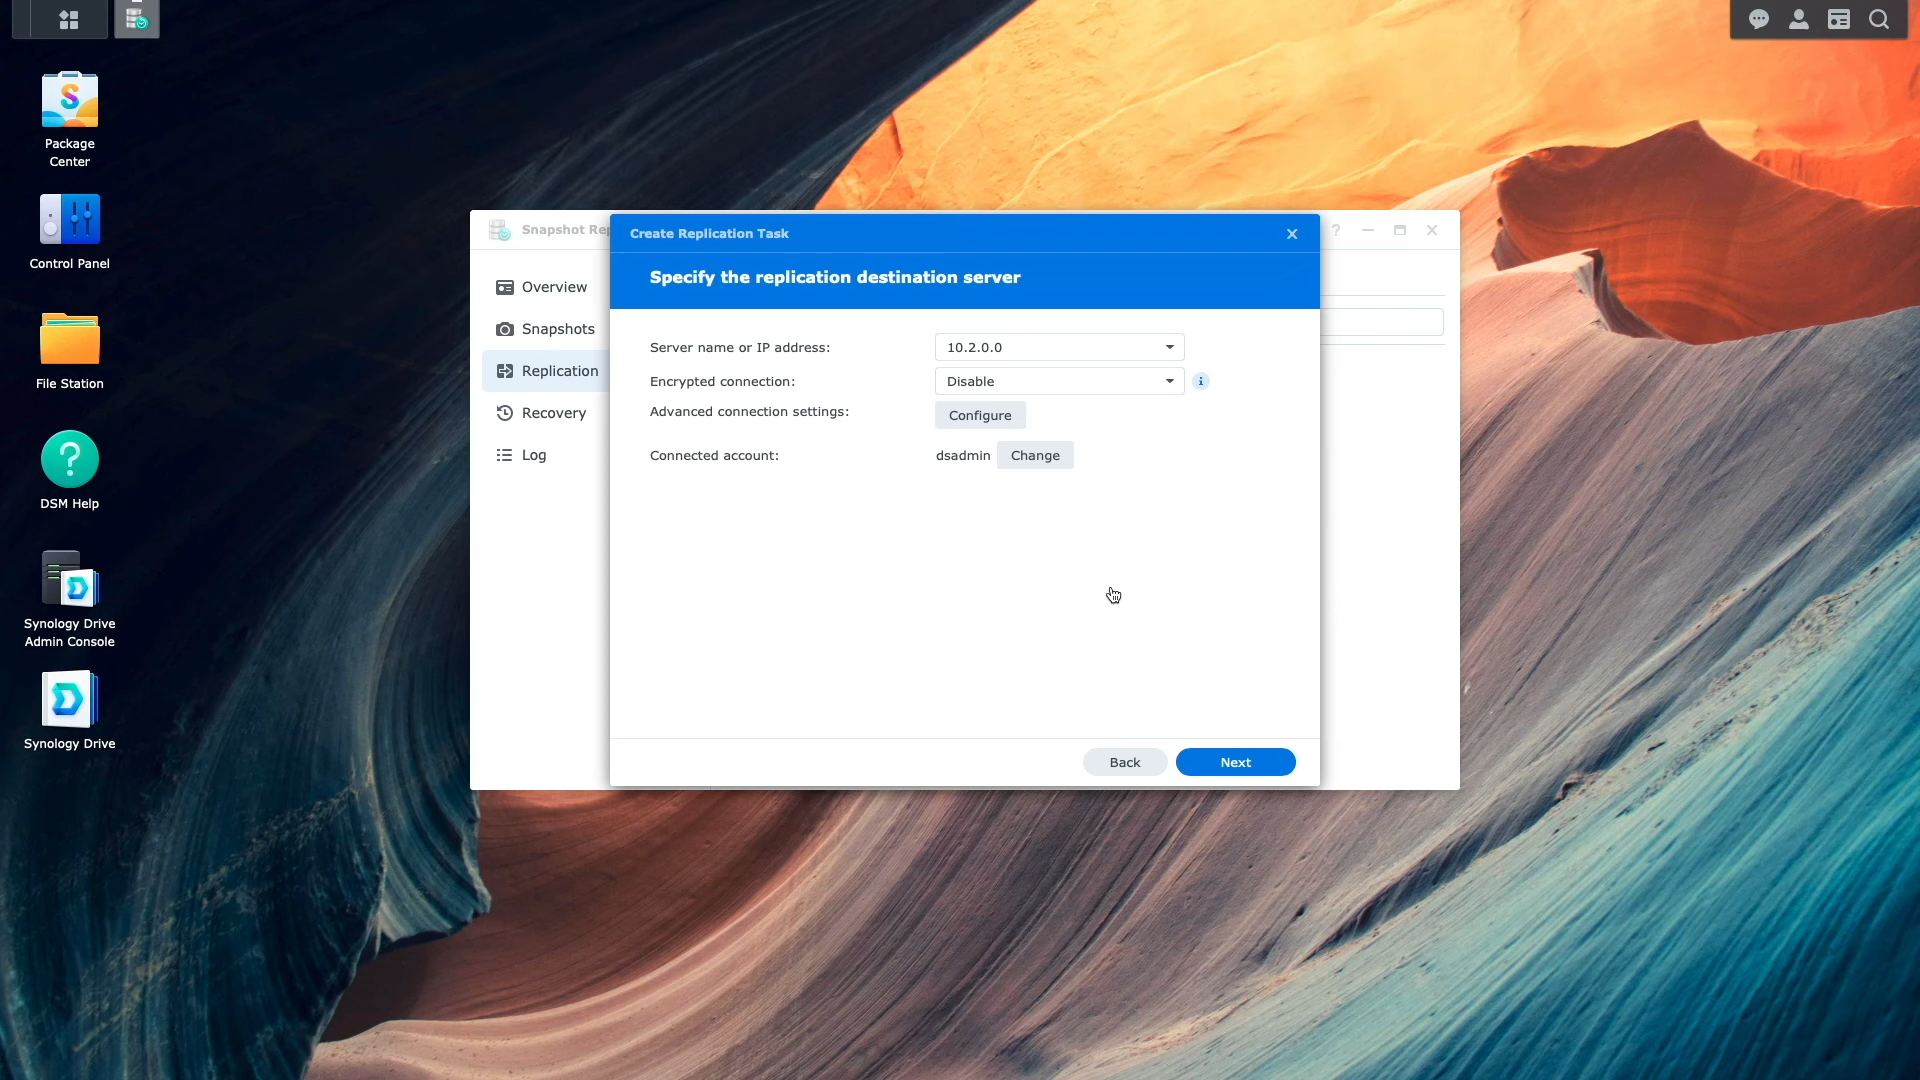 Package
Center
Control Panel
File Station
DSM Help
Synology Drive
Admin Console
Synology Drive
Snapshot Rep
Overview
Snapshots
Replication
Recovery
Log
Create Replication Task
Specify the replication destination server
Server name or IP address: 10.2.0.0
Encrypted connection: Disable
Advanced connection settings: Configure
Connected account: dsadmin Change
Back Next